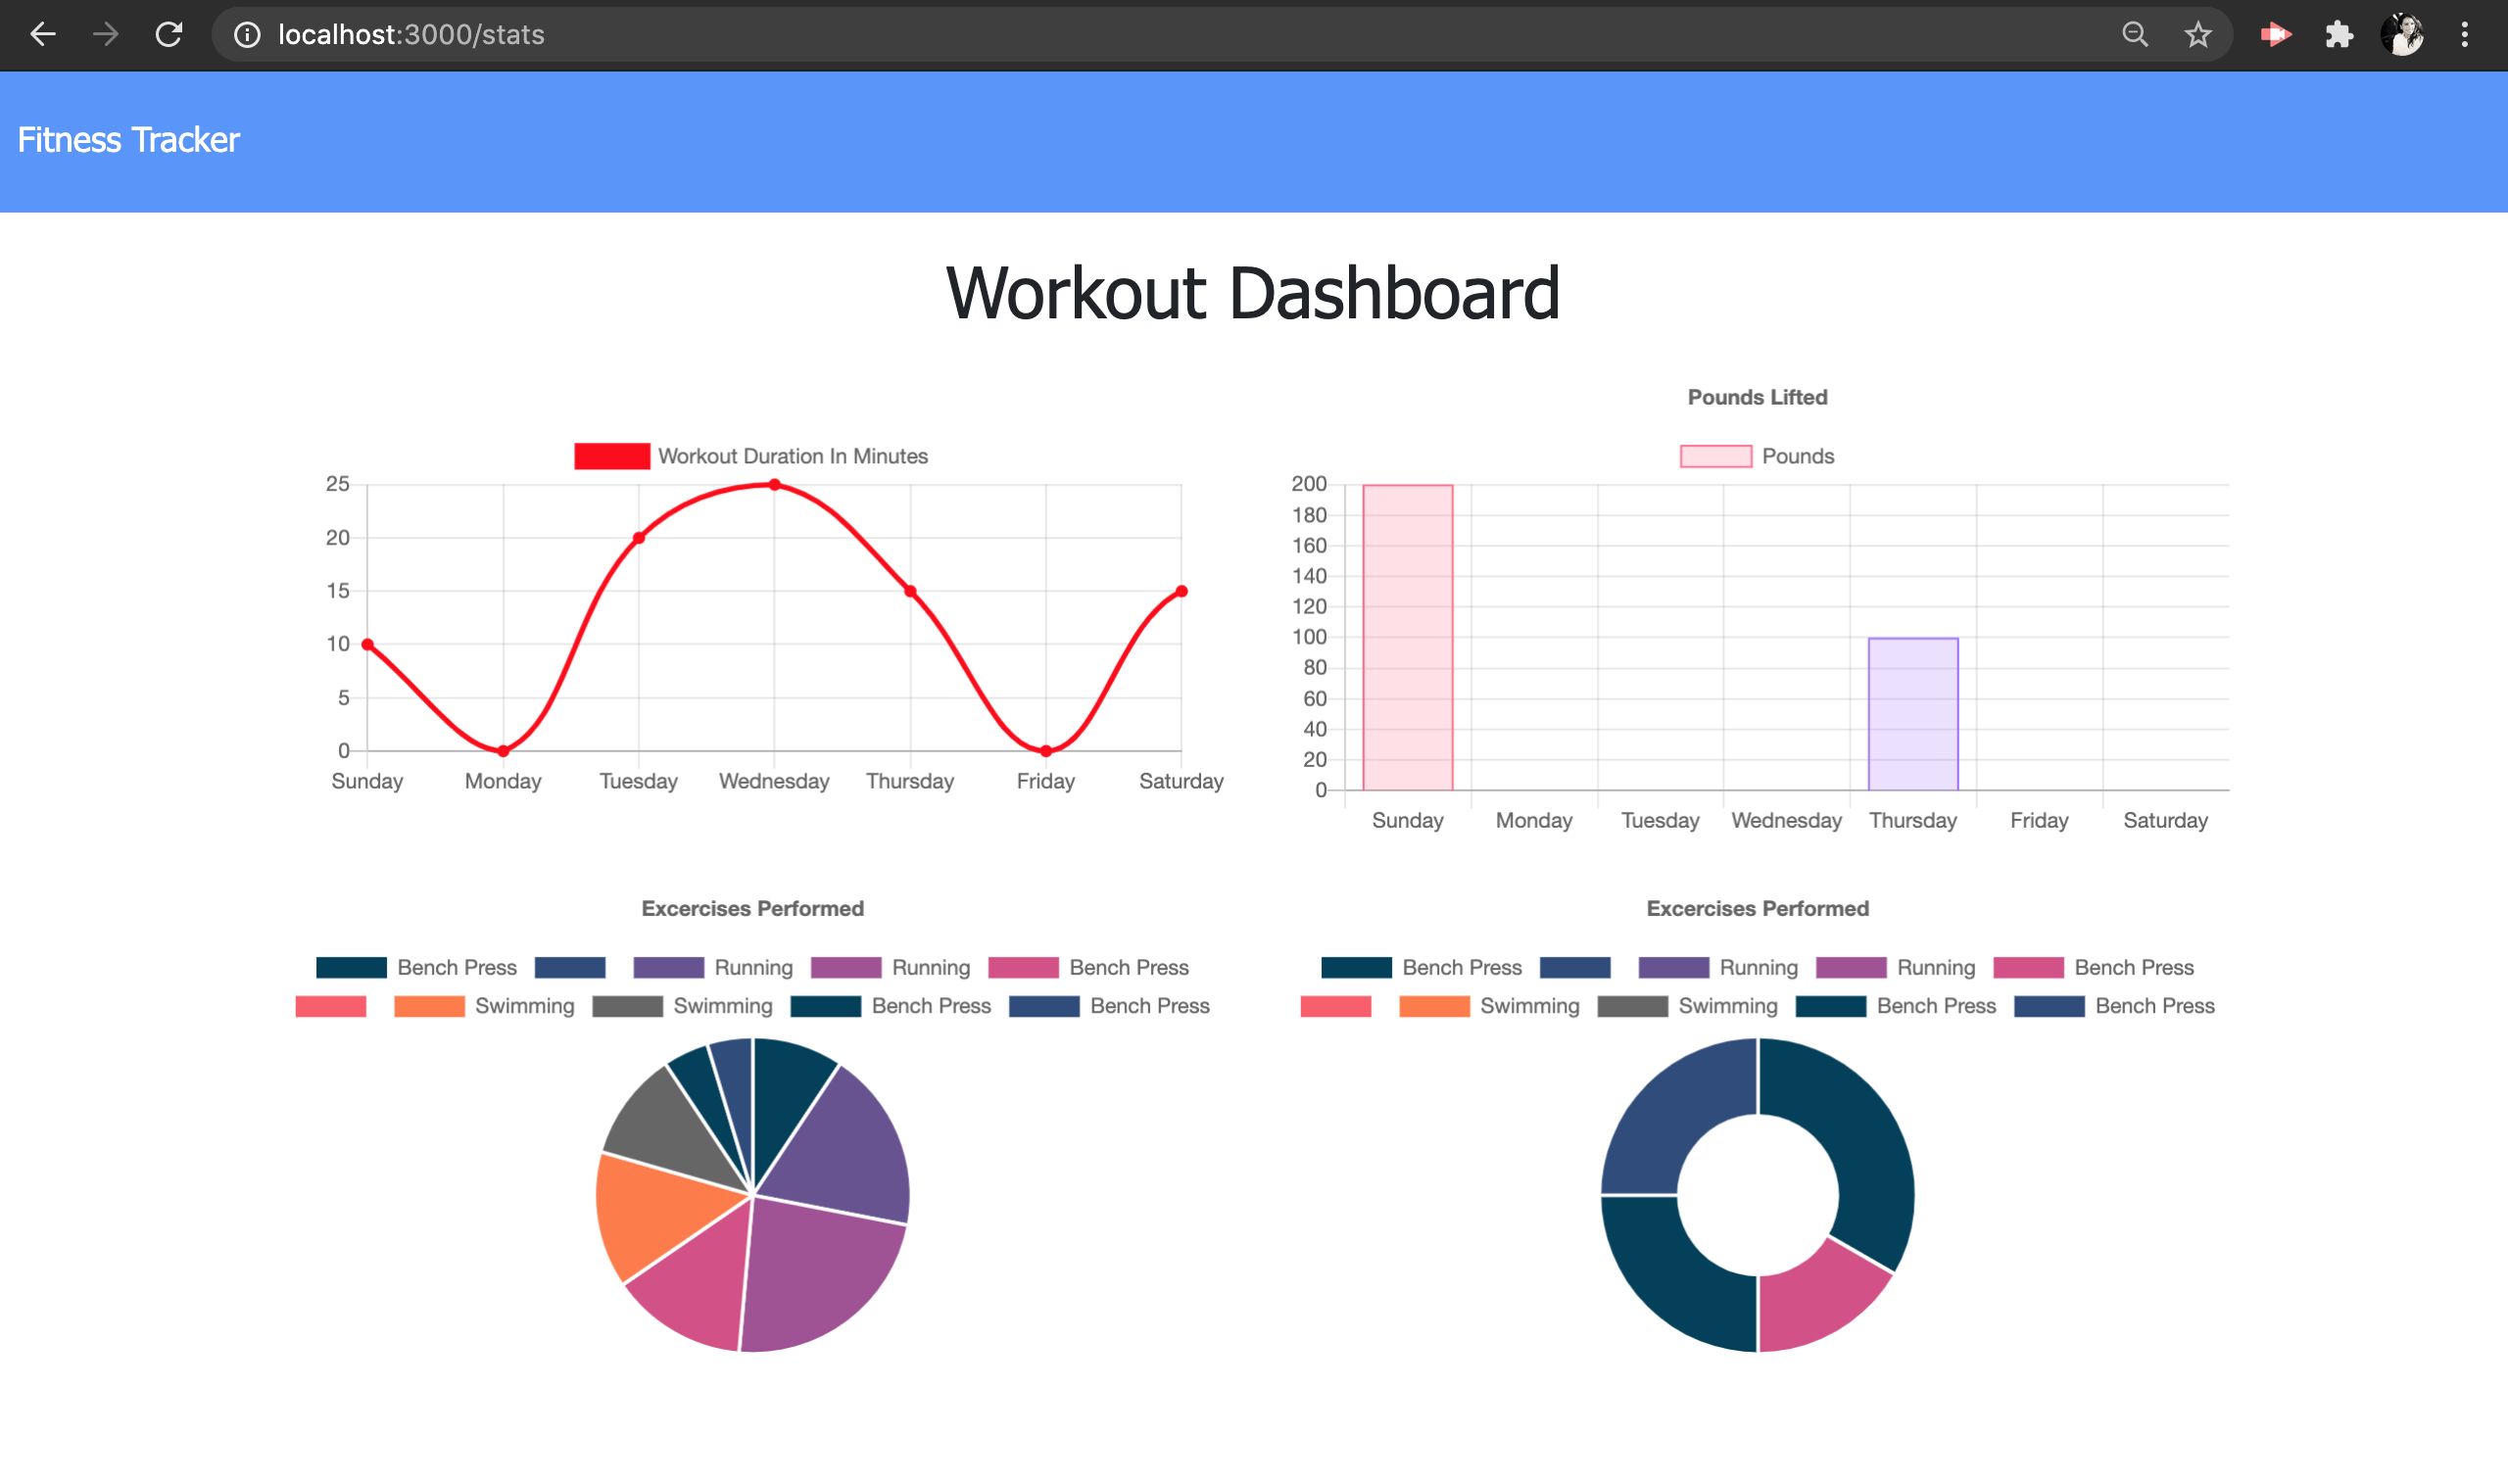 localhost:3000/stats
Fitness Tracker
Workout Dashboard
Workout Duration In Minutes
25
20
15
10
5
0
Sunday Monday Tuesday Wednesday Thursday Friday Saturday
Pounds Lifted
Pounds
200
180
160
140
120
100
80
60
40
20
0
Sunday Monday Tuesday Wednesday Thursday Friday Saturday
Excercises Performed
Bench Press Running Running Bench Press
Swimming Swimming Bench Press Bench Press
Excercises Performed
Bench Press Running Running Bench Press
Swimming Swimming Bench Press Bench Press